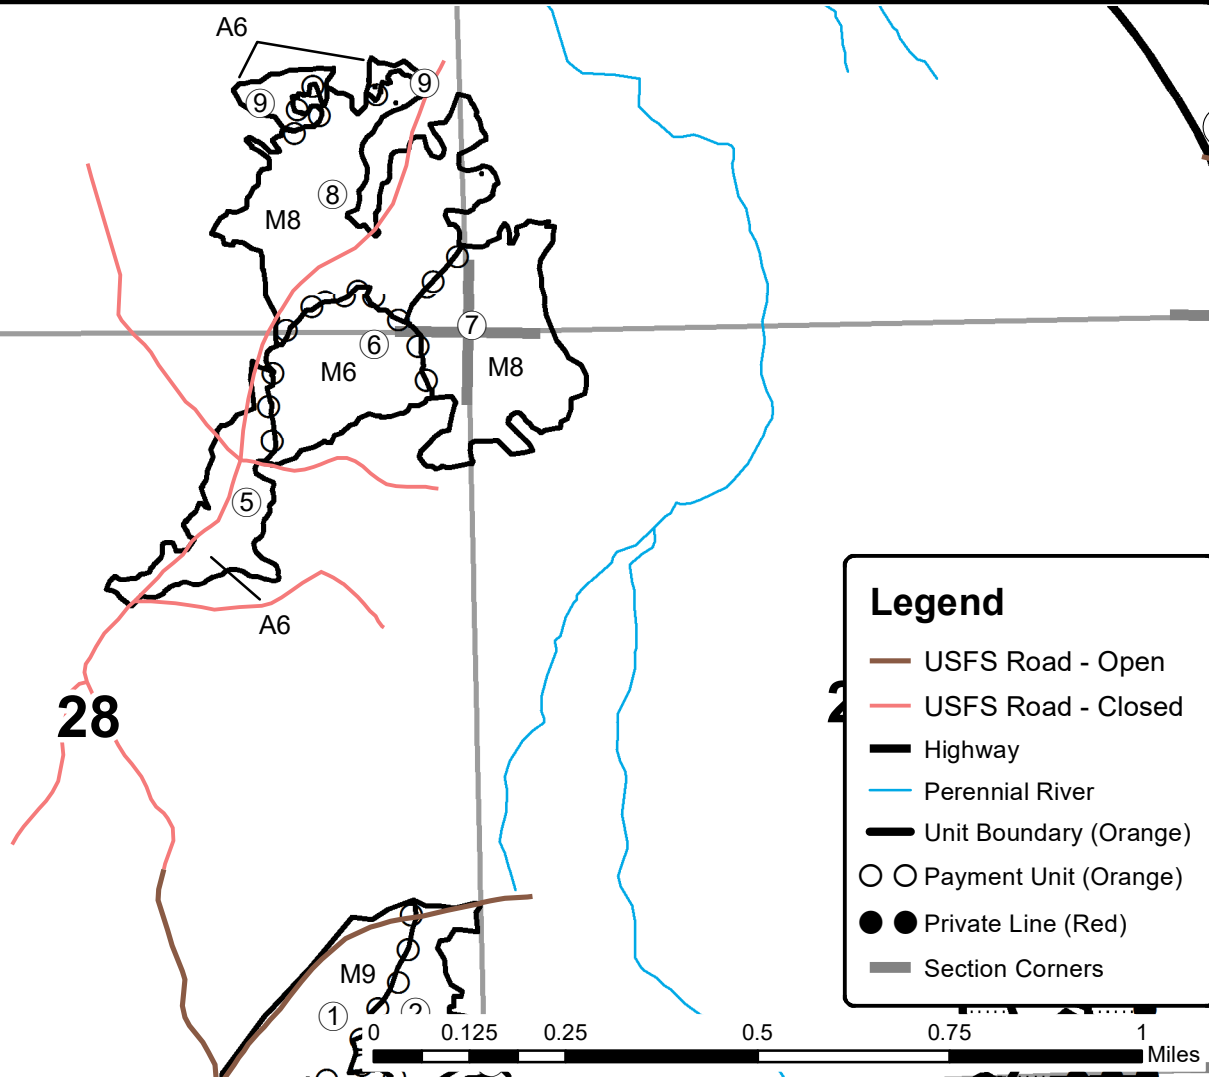 A6
9
9
8
M8
7
6
M6
M8
5
A6
28
2
Legend
USFS Road - Open
USFS Road - Closed
Highway
Perennial River
Unit Boundary (Orange)
Payment Unit (Orange)
Private Line (Red)
Section Corners
M9
1
2
0 0.125 0.25 0.5 0.75 1
Miles